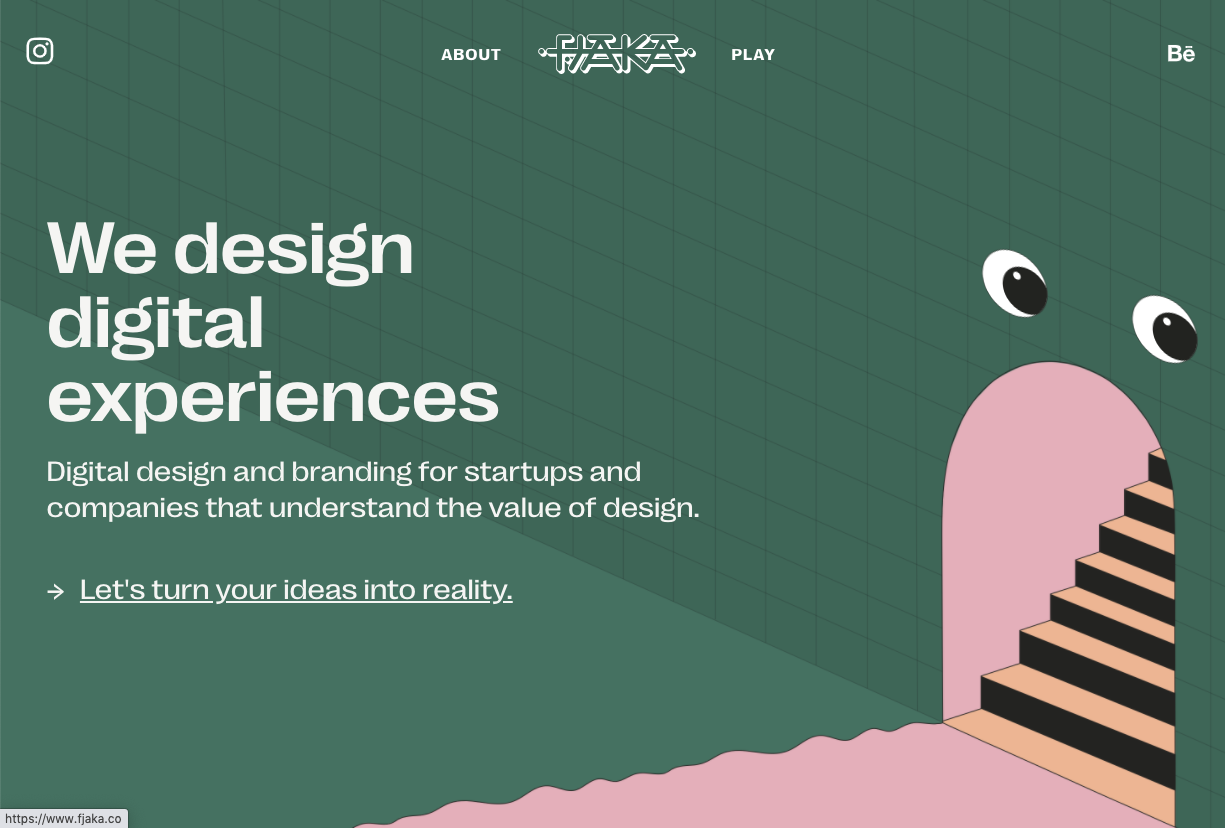 ABOUT
FJAKA
PLAY
Bē
We design
digital
experiences
Digital design and branding for startups and
companies that understand the value of design.
→ Let's turn your ideas into reality.
https://www.fjaka.co